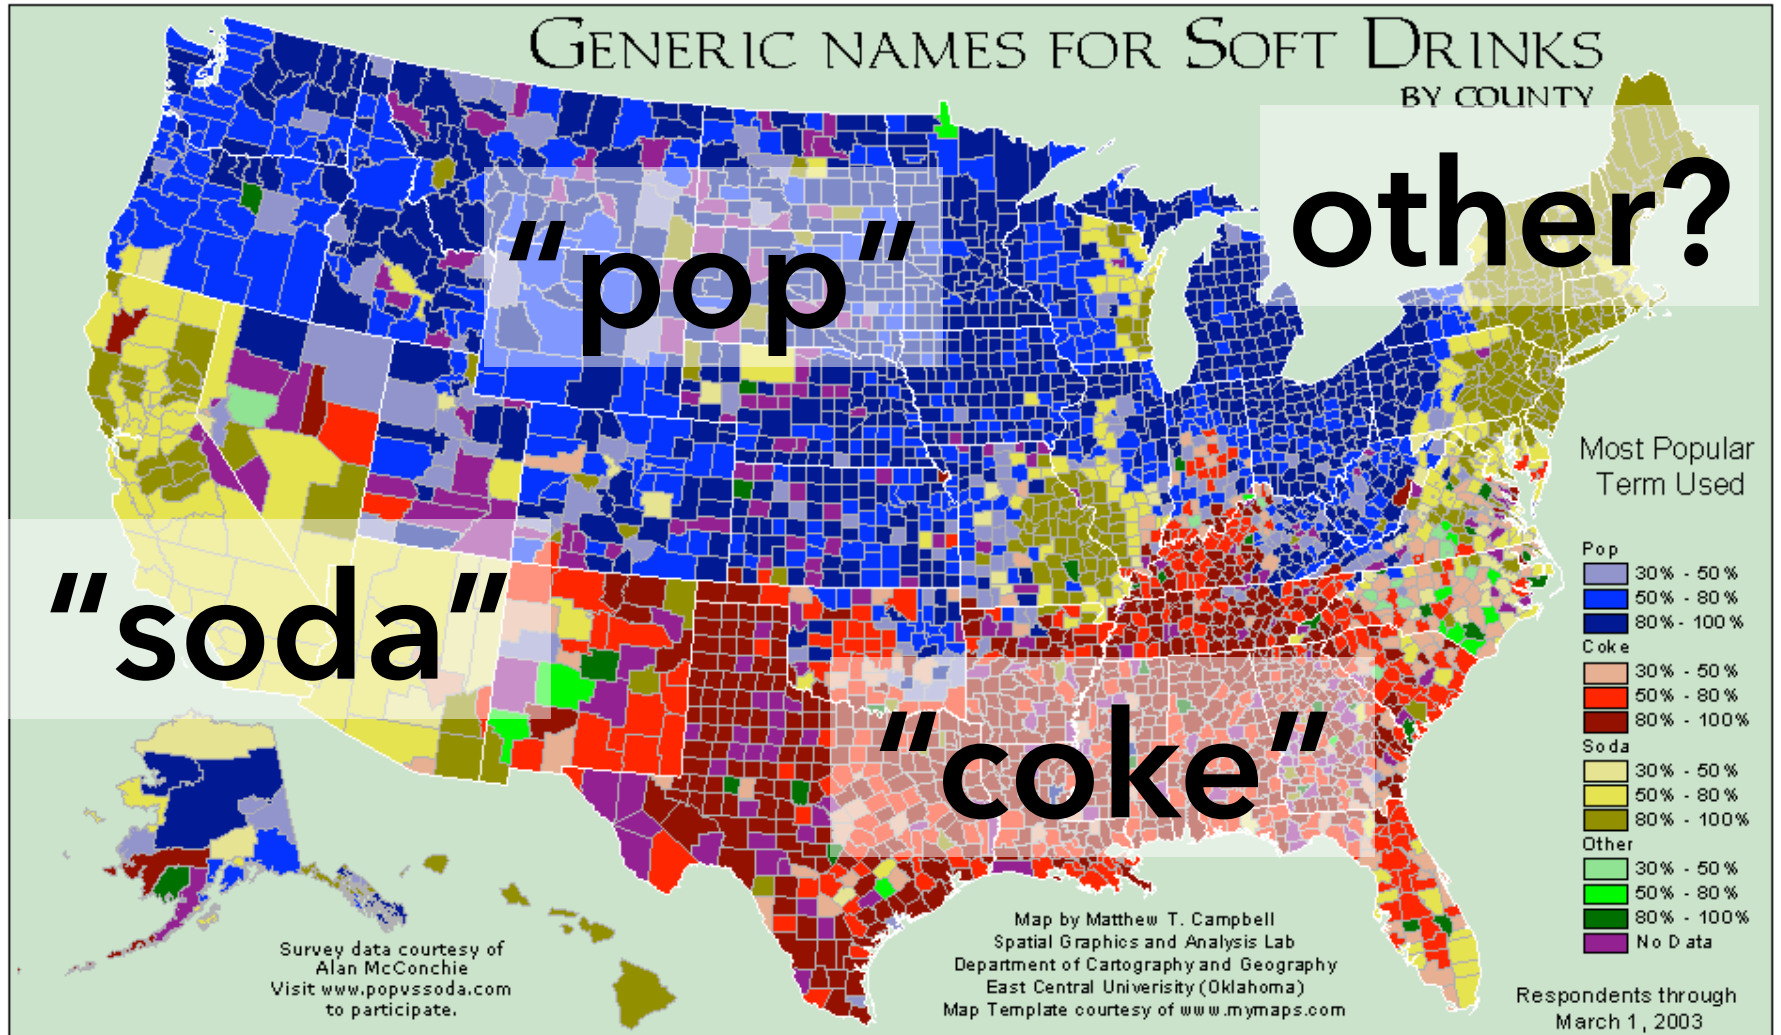 GENERIC NAMES FOR SOFT DRINKS
BY COUNTY
other?
“pop”
“soda”
“coke”
Most Popular
Term Used
Pop
30% - 50%
50% - 80%
80% - 100%
Coke
30% - 50%
50% - 80%
80% - 100%
Soda
30% - 50%
50% - 80%
80% - 100%
Other
30% - 50%
50% - 80%
80% - 100%
No Data
Survey data courtesy of
Alan McConchie
Visit www.popvssoda.com
to participate.
Map by Matthew T. Campbell
Spatial Graphics and Analysis Lab
Department of Cartography and Geography
East Central Univerisity (Oklahoma)
Map Template courtesy of www.mymaps.com
Respondents through
March 1, 2003